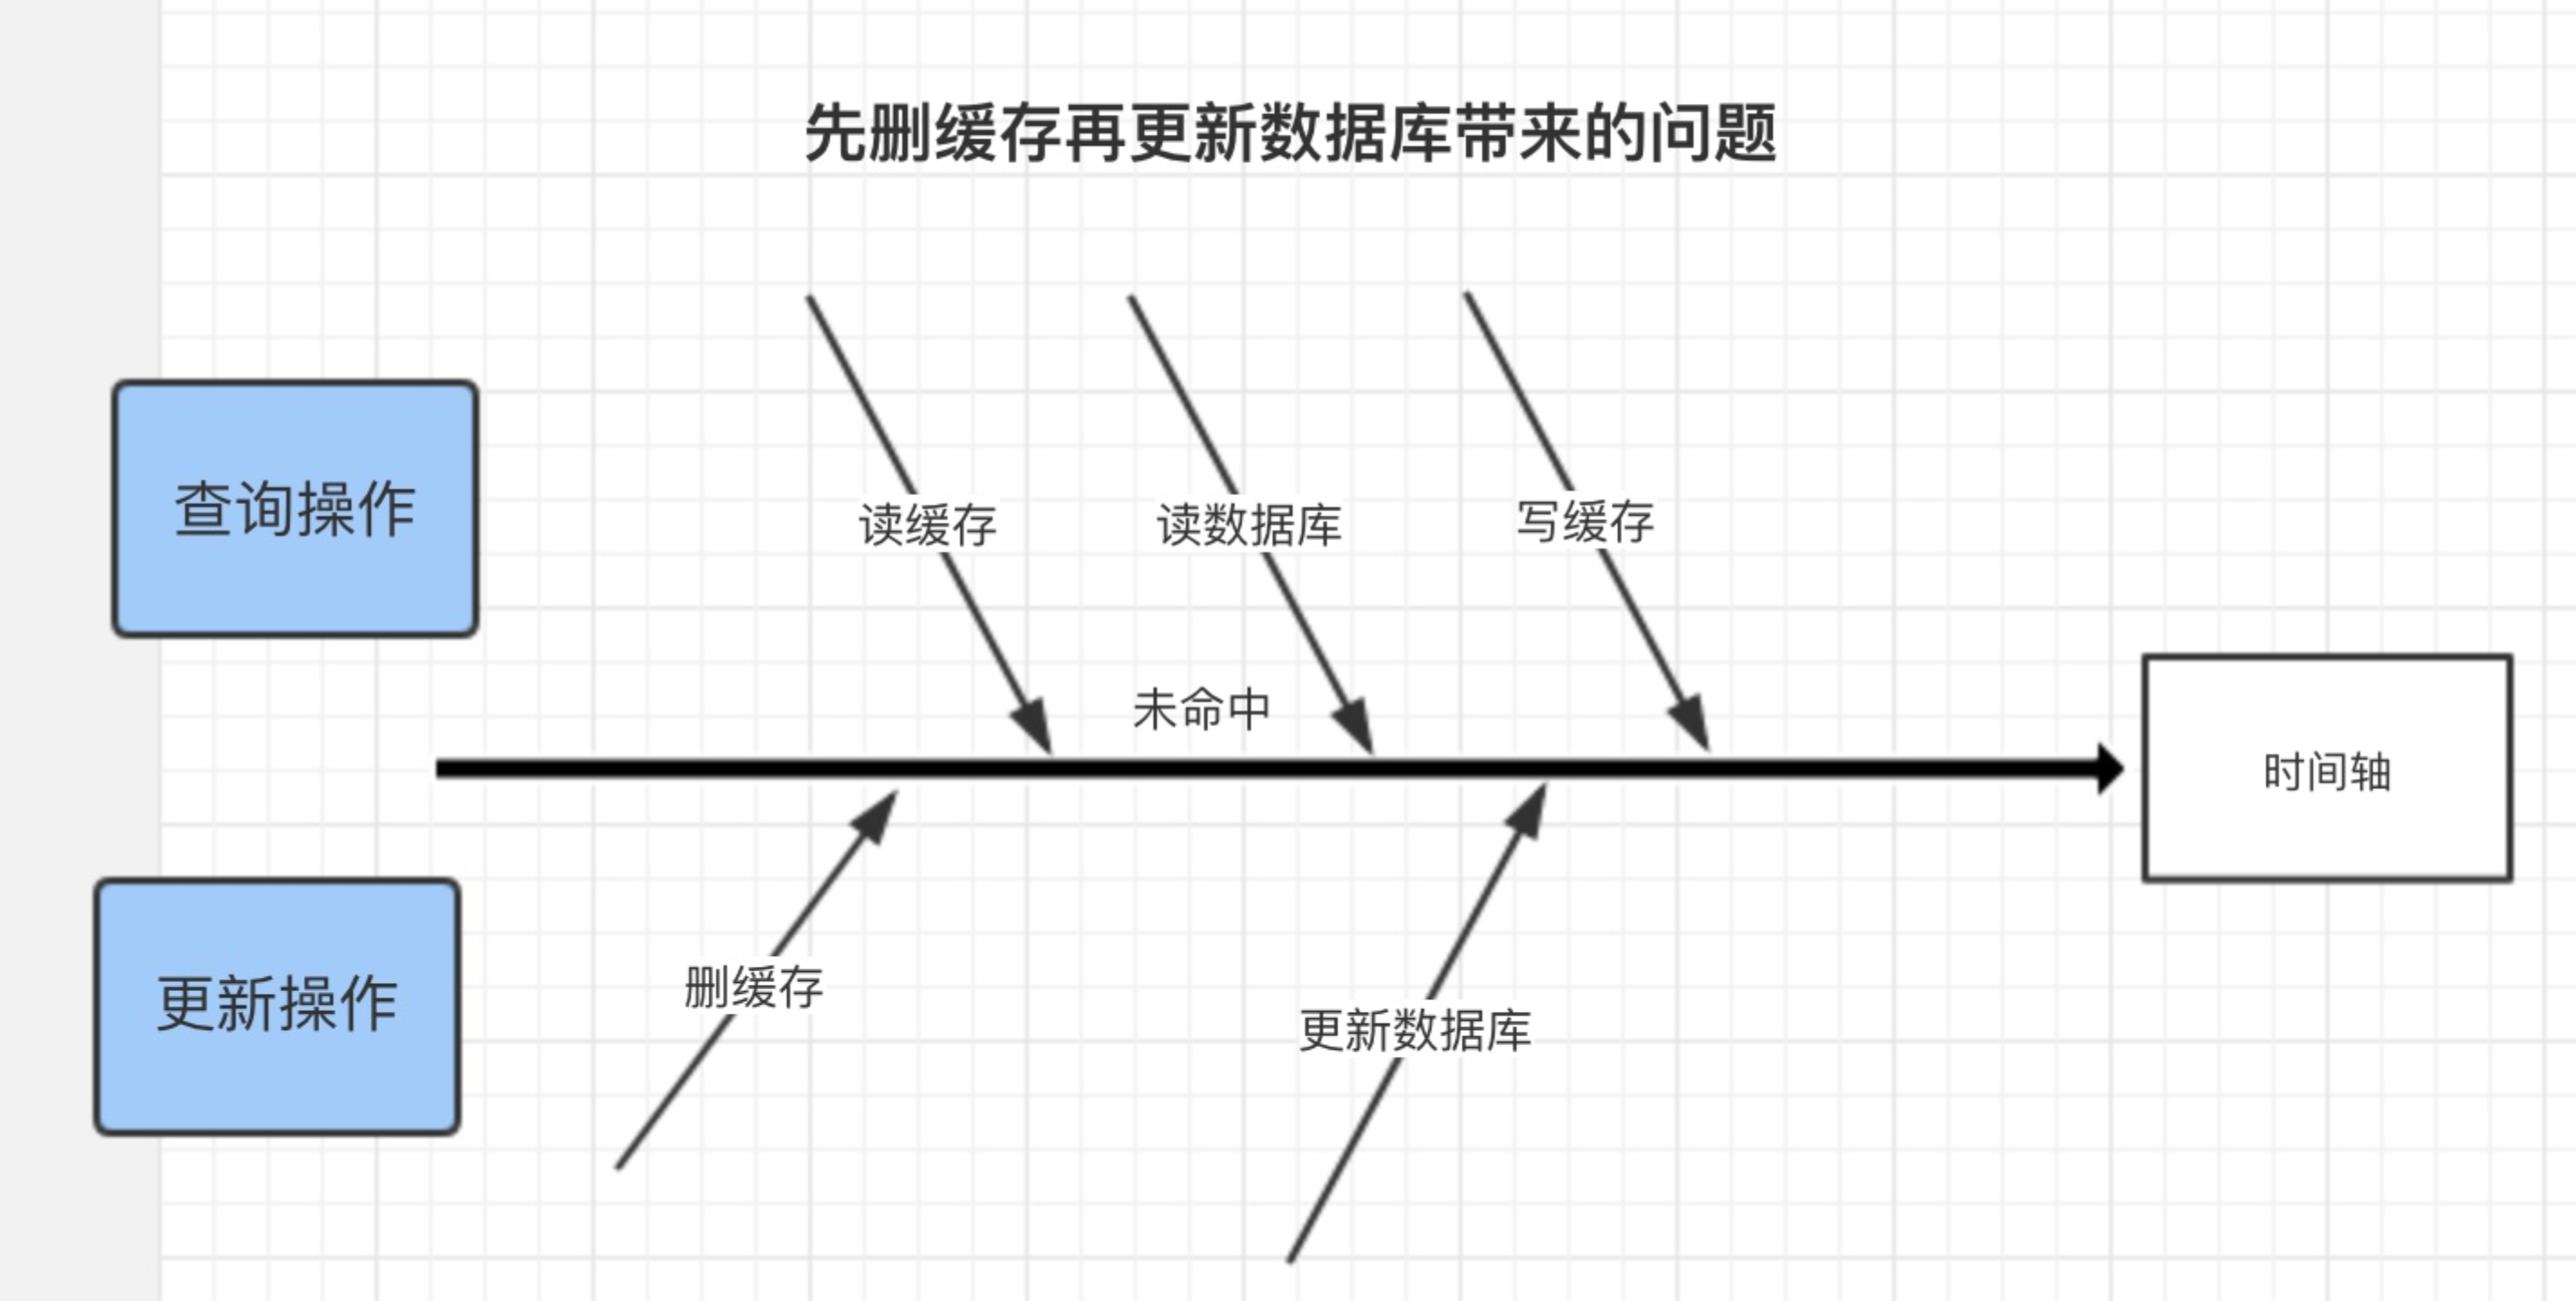 先删缓存再更新数据库带来的问题
查询操作
读缓存
读数据库
写缓存
未命中
时间轴
更新操作
删缓存
更新数据库